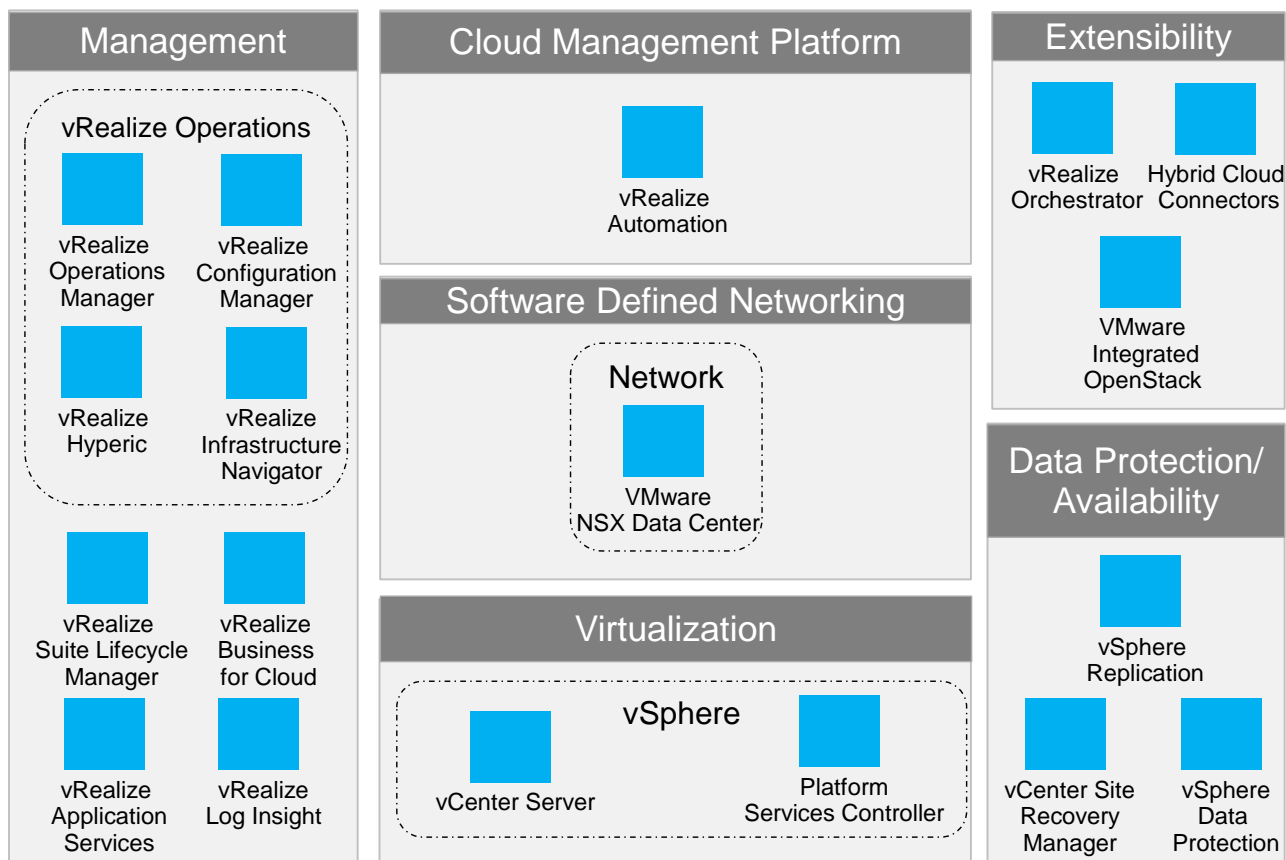 Management
vRealize Operations
vRealize
Operations
Manager
vRealize
Configuration
Manager
vRealize
Hyperic
vRealize
Infrastructure
Navigator
vRealize
Suite Lifecycle
Manager
vRealize
Business
for Cloud
vRealize
Application
Services
vRealize
Log Insight
Cloud Management Platform
vRealize
Automation
Software Defined Networking
Network
VMware
NSX Data Center
Virtualization
vSphere
vCenter Server
Platform
Services Controller
Extensibility
vRealize
Orchestrator
Hybrid Cloud
Connectors
VMware
Integrated
OpenStack
Data Protection/
Availability
vSphere
Replication
vCenter Site
Recovery
Manager
vSphere
Data
Protection